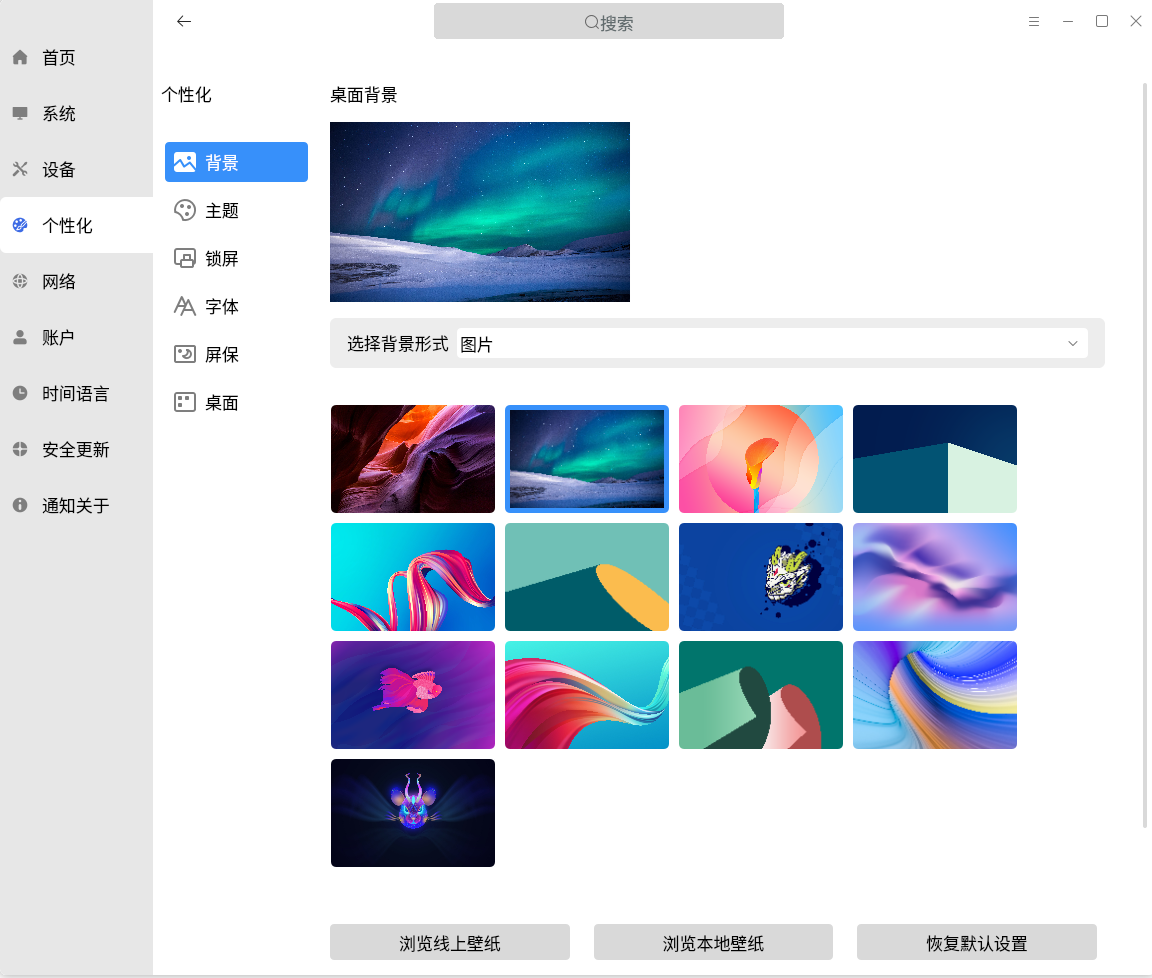 搜索
首页
系统
设备
个性化
网络
账户
时间语言
安全更新
通知关于
个性化
背景
主题
锁屏
字体
屏保
桌面
桌面背景
选择背景形式 图片
浏览线上壁纸 浏览本地壁纸 恢复默认设置